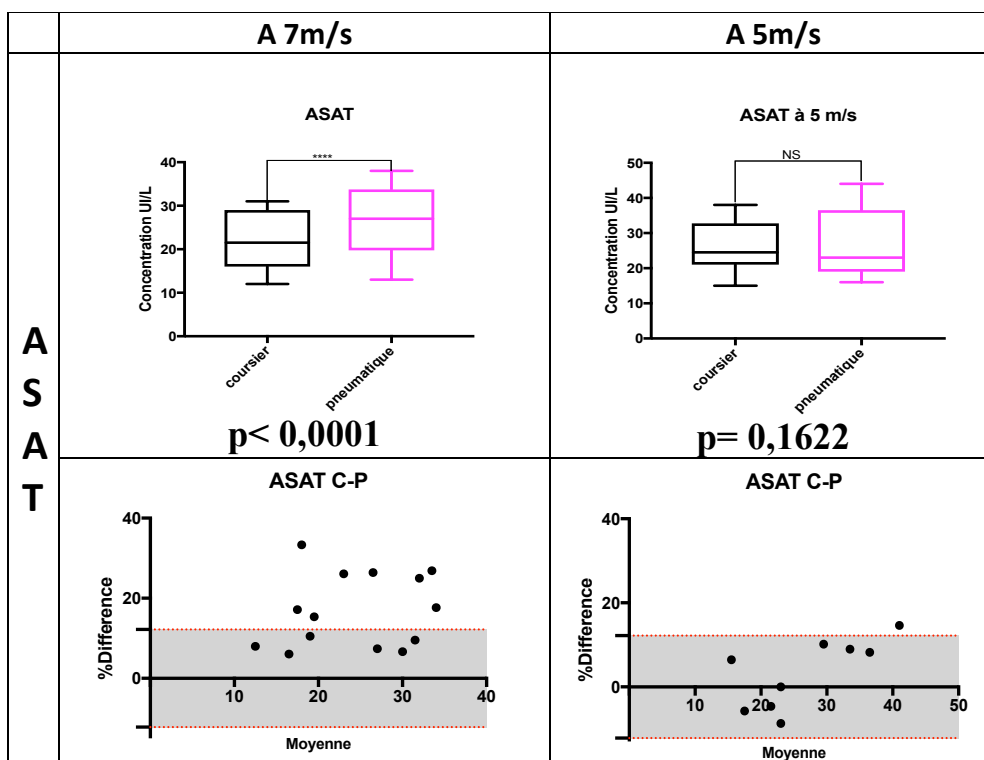 A 7m/s
A 5m/s
A
S
A
T
ASAT
****
Concentration UI/L
40
30
20
10
0
coursier
pneumatique
p< 0,0001
ASAT à 5 m/s
NS
Concentration UI/L
50
40
30
20
10
0
coursier
pneumatique
p= 0,1622
ASAT C-P
%Difference
40
20
0
10
20
30
40
Moyenne
ASAT C-P
%Difference
40
20
0
10
20
30
40
50
Moyenne